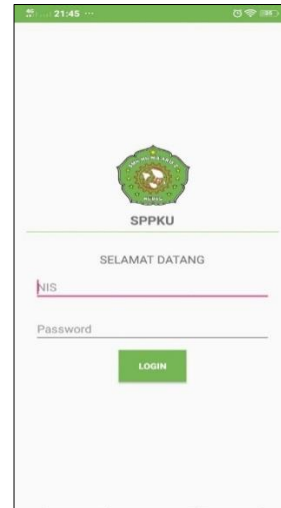 21:45 ...
SPPKU
SELAMAT DATANG
NIS
Password
LOGIN